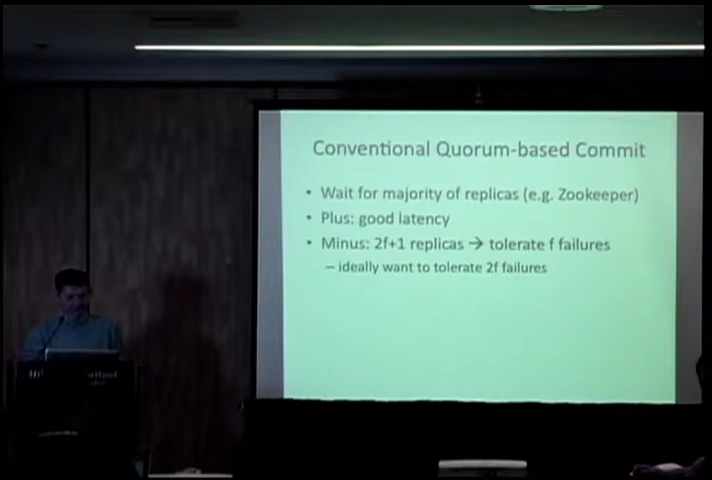 Conventional Quorum-based Commit
• Wait for majority of replicas (e.g. Zookeeper)
• Plus: good latency
• Minus: 2f+1 replicas → tolerate f failures
– ideally want to tolerate 2f failures